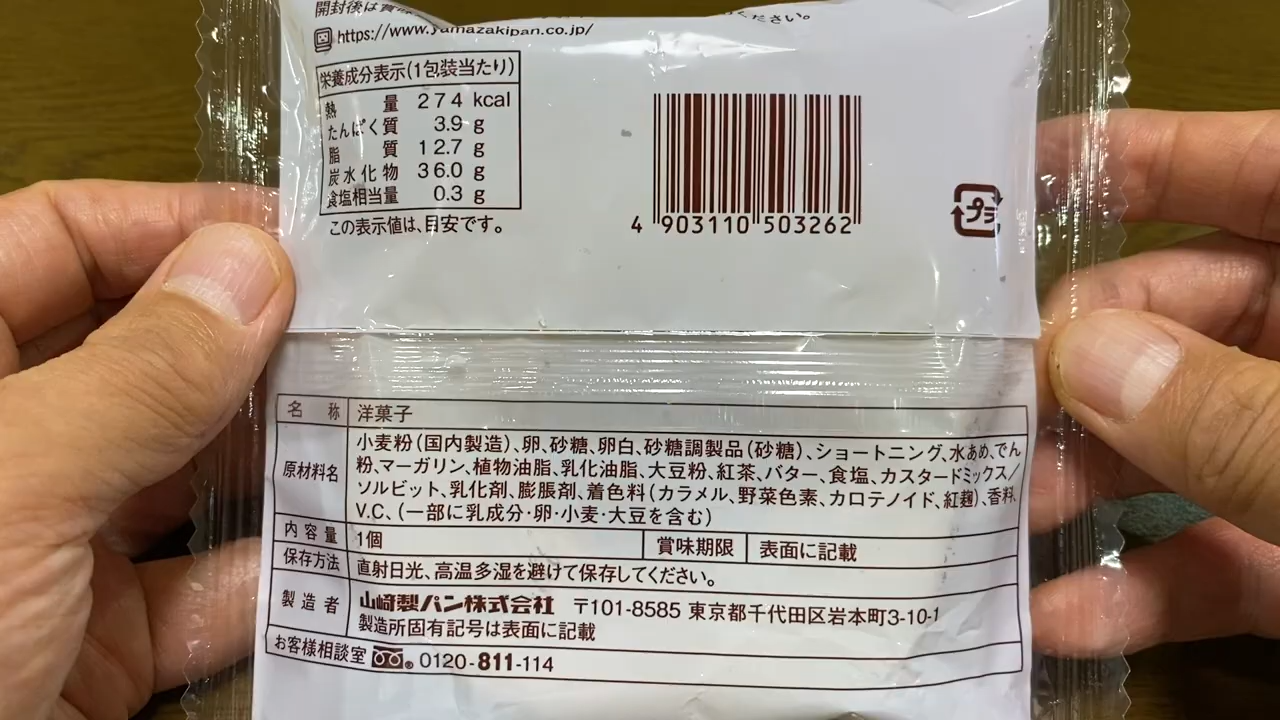 開封後は賞味
ください。
https://www.yamazakipan.co.jp/
栄養成分表示(1包装当たり)
熱量 274 kcal
たんぱく質 3.9 g
脂質 12.7 g
炭水化物 36.0 g
食塩相当量 0.3 g
この表示値は、目安です。
4 903110 503262
プラ
名称 洋菓子
原材料名 小麦粉(国内製造)、卵、砂糖、卵白、砂糖調製品(砂糖)、ショートニング、水あめ、でん
粉、マーガリン、植物油脂、乳化油脂、大豆粉、紅茶、バター、食塩、カスタードミックス/
ソルビット、乳化剤、膨脹剤、着色料(カラメル、野菜色素、カロテノイド、紅麹)、香料、
V.C、(一部に乳成分・卵・小麦・大豆を含む)
内容量 1個 賞味期限 表面に記載
保存方法 直射日光、高温多湿を避けて保存してください。
製造者 山崎製パン株式会社 〒101-8585 東京都千代田区岩本町3-10-1
製造所固有記号は表面に記載
お客様相談室 0120-811-114